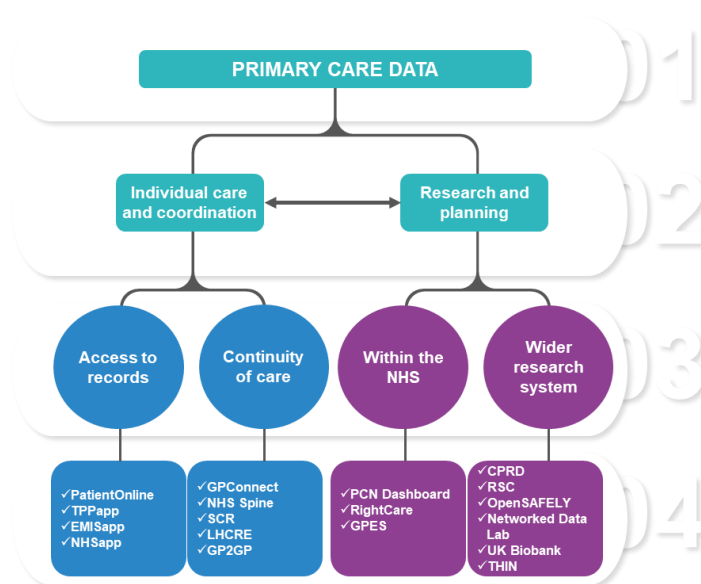 01
PRIMARY CARE DATA
02
Individual care
and coordination
Research and
planning
03
Access to
records
Continuity
of care
Within the
NHS
Wider
research
system
04
✓PatientOnline
✓TPPapp
✓EMISapp
✓NHSapp
✓GPConnect
✓NHS Spine
✓SCR
✓LHCRE
✓GP2GP
✓PCN Dashboard
✓RightCare
✓GPES
✓CPRD
✓RSC
✓OpenSAFELY
✓Networked Data
Lab
✓UK Biobank
✓THIN